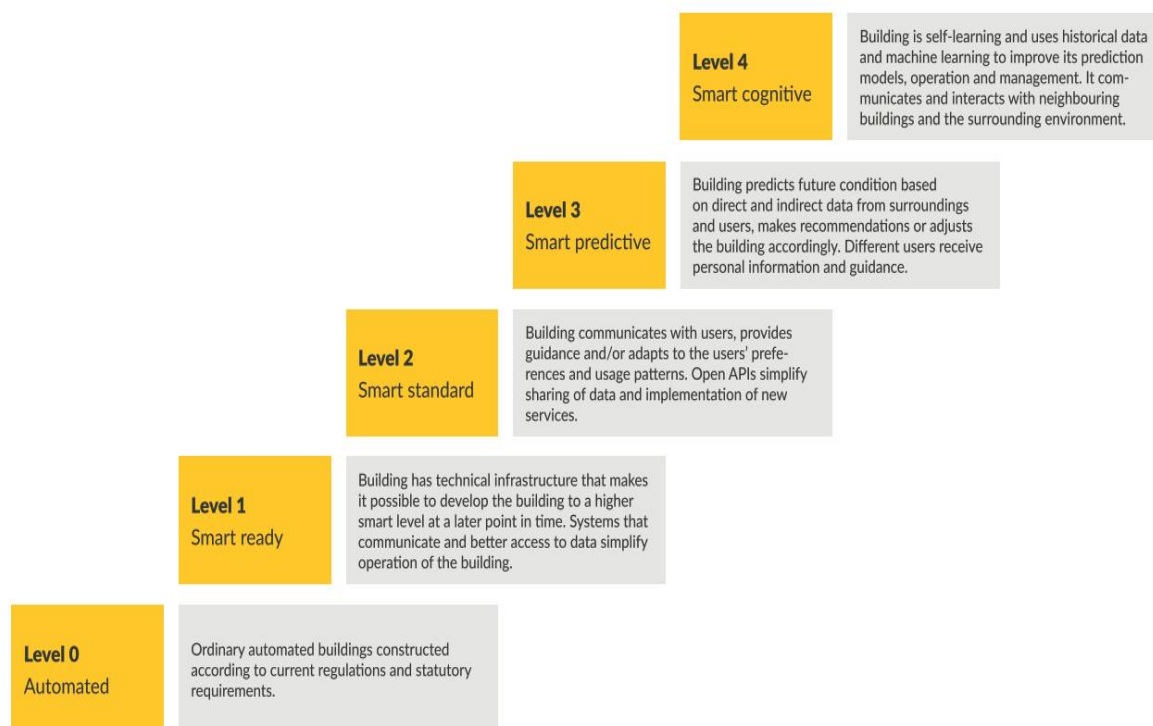 Level 4
Smart cognitive
Building is self-learning and uses historical data
and machine learning to improve its prediction
models, operation and management. It com-
municates and interacts with neighbouring
buildings and the surrounding environment.
Level 3
Smart predictive
Building predicts future condition based
on direct and indirect data from surroundings
and users, makes recommendations or adjusts
the building accordingly. Different users receive
personal information and guidance.
Level 2
Smart standard
Building communicates with users, provides
guidance and/or adapts to the users’ prefe-
rences and usage patterns. Open APIs simplify
sharing of data and implementation of new
services.
Level 1
Smart ready
Building has technical infrastructure that makes
it possible to develop the building to a higher
smart level at a later point in time. Systems that
communicate and better access to data simplify
operation of the building.
Level 0
Automated
Ordinary automated buildings constructed
according to current regulations and statutory
requirements.